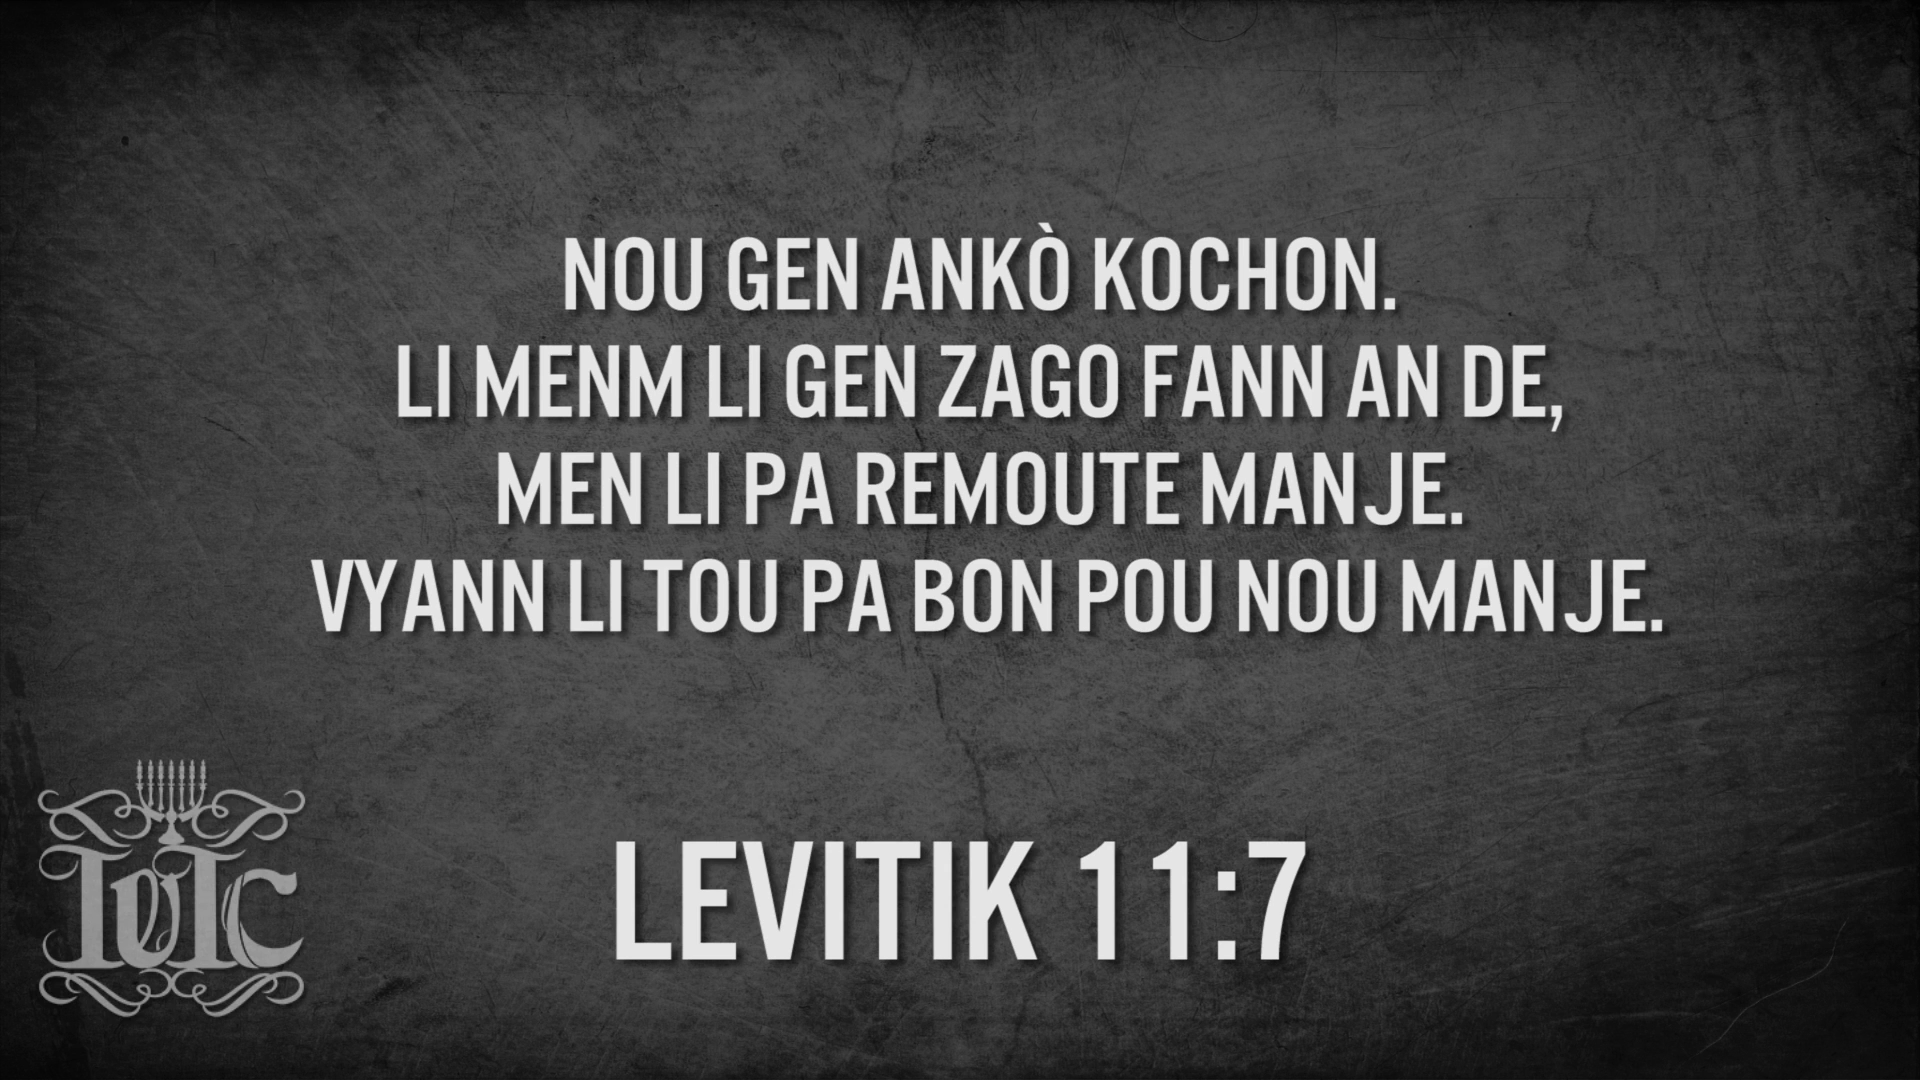 NOU GEN ANKÒ KOCHON.
LI MENM LI GEN ZAGO FANN AN DE,
MEN LI PA REMOUTE MANJE.
VYANN LI TOU PA BON POU NOU MANJE.
LEVITIK 11:7
IUIC